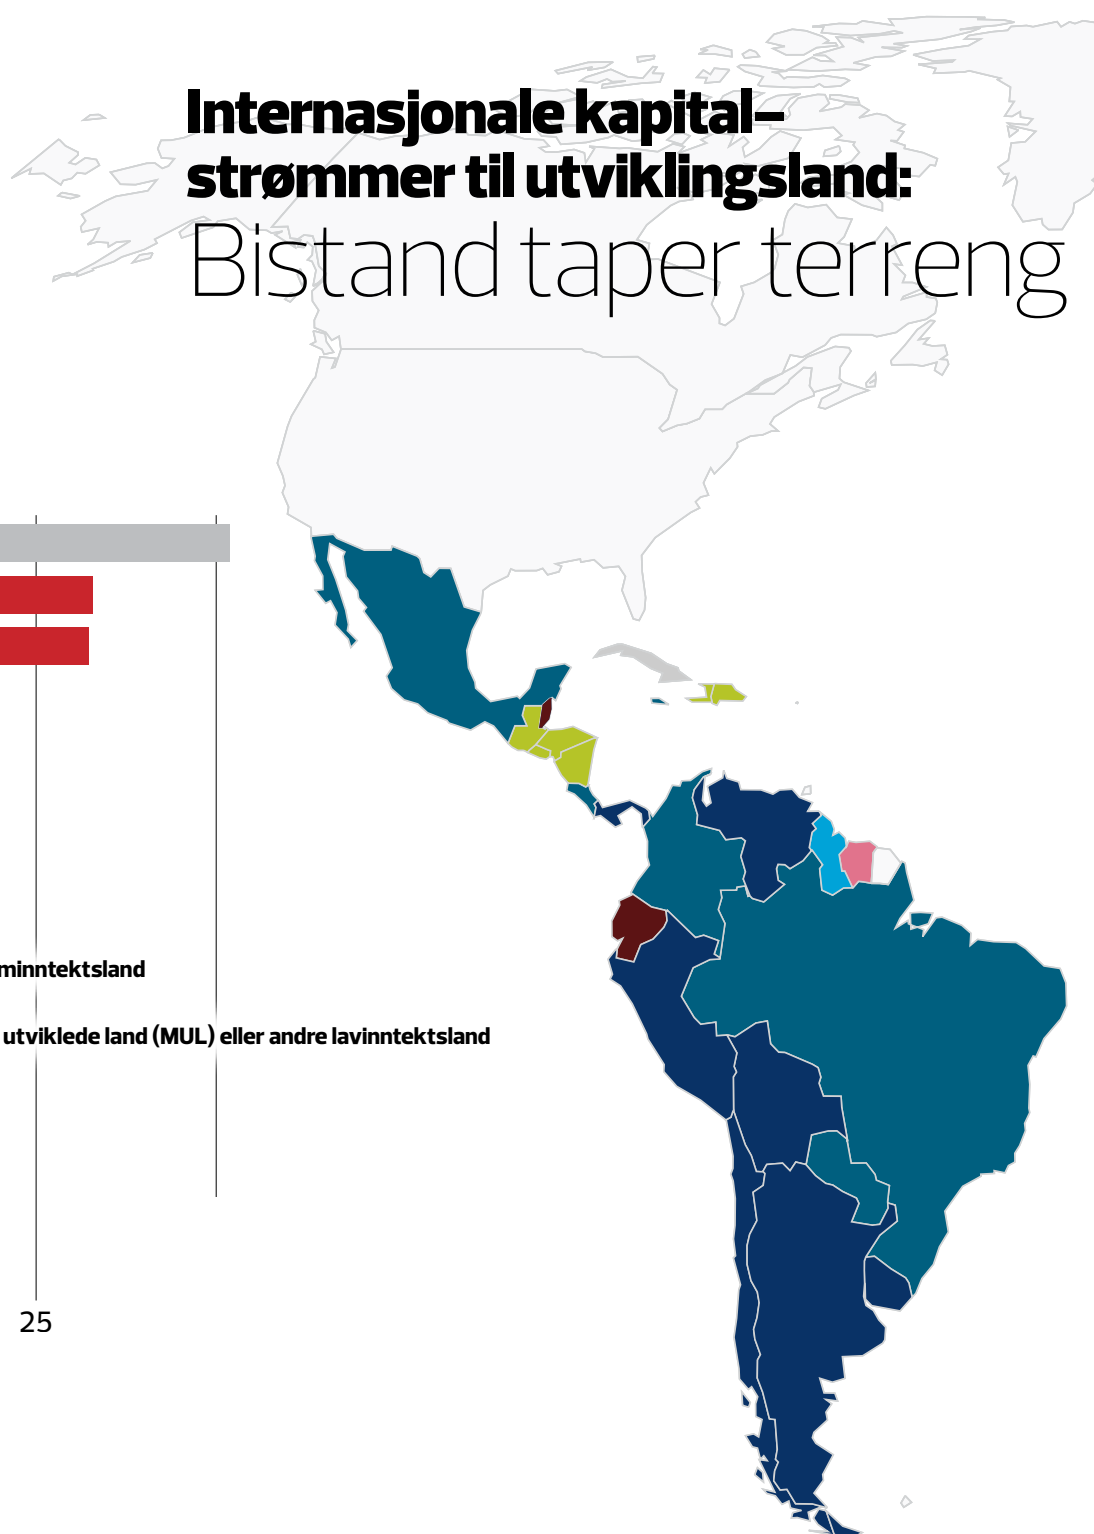 Internasjonale kapital–
strømmer til utviklingsland:
Bistand taper terreng
minntektsland
utviklede land (MUL) eller andre lavinntektsland
25